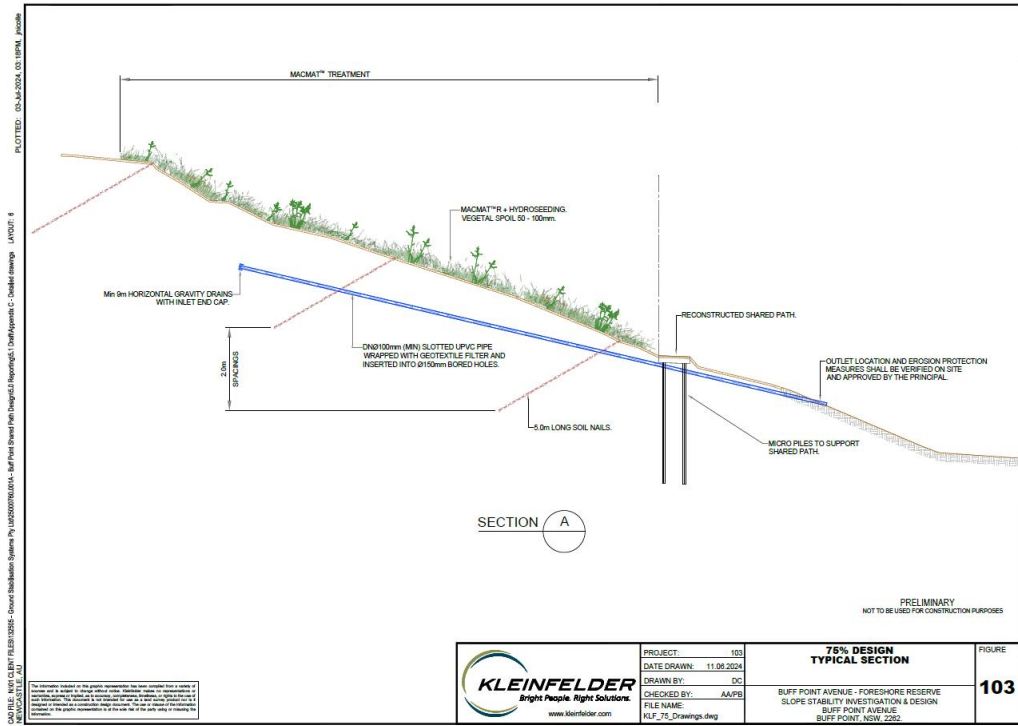 PLOTTED: 03-Jul-2024, 03:18PM, jnicolle
LAYOUT: 6
NEWCASTLE, AU
MACMAT™ TREATMENT
MACMAT™R + HYDROSEEDING.
VEGETAL SPOIL 50 - 100mm.
Min 9m HORIZONTAL GRAVITY DRAINS
WITH INLET END CAP.
RECONSTRUCTED SHARED PATH.
2.0m
SPACINGS
DNØ100mm (MIN) SLOTTED UPVC PIPE
WRAPPED WITH GEOTEXTILE FILTER AND
INSERTED INTO Ø150mm BORED HOLES.
OUTLET LOCATION AND EROSION PROTECTION
MEASURES SHALL BE VERIFIED ON SITE
AND APPROVED BY THE PRINCIPAL.
5.0m LONG SOIL NAILS.
MICRO PILES TO SUPPORT
SHARED PATH.
SECTION A
PRELIMINARY
NOT TO BE USED FOR CONSTRUCTION PURPOSES
KLEINFELDER
Bright People. Right Solutions.
www.kleinfelder.com
PROJECT: 103
DATE DRAWN: 11.06.2024
DRAWN BY: DC
CHECKED BY: AA/PB
FILE NAME:
KLF_75_Drawings.dwg
75% DESIGN
TYPICAL SECTION
BUFF POINT AVENUE - FORESHORE RESERVE
SLOPE STABILITY INVESTIGATION & DESIGN
BUFF POINT AVENUE
BUFF POINT, NSW, 2262
FIGURE
103